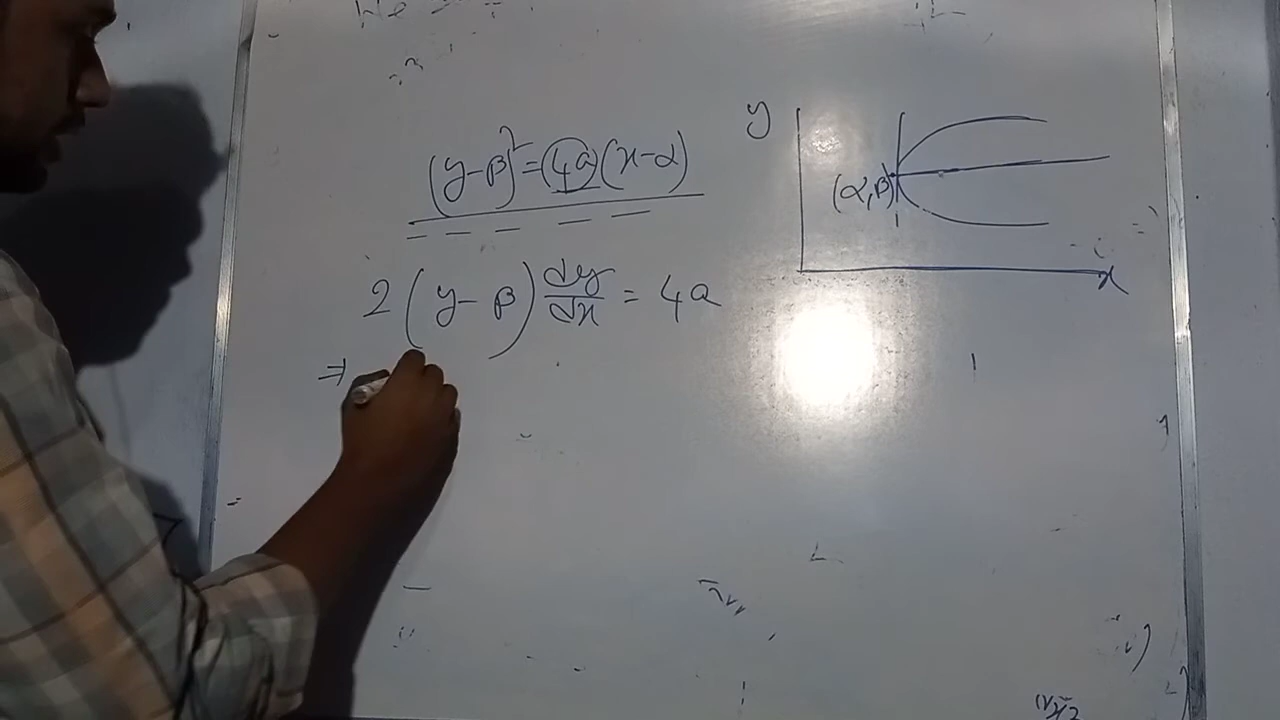 (y-β)²=(4a)(x-α)
2(y-β)dy/dx=4a
⇒
y
(α,β)
x